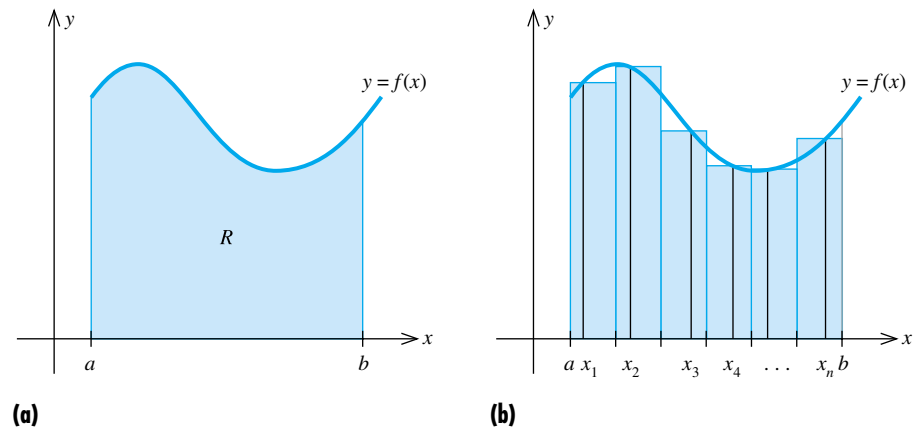 y
y = f(x)
R
a
b
x
(a)
y
y = f(x)
a x₁ x₂ x₃ x₄ . . . xₙ b
x
(b)